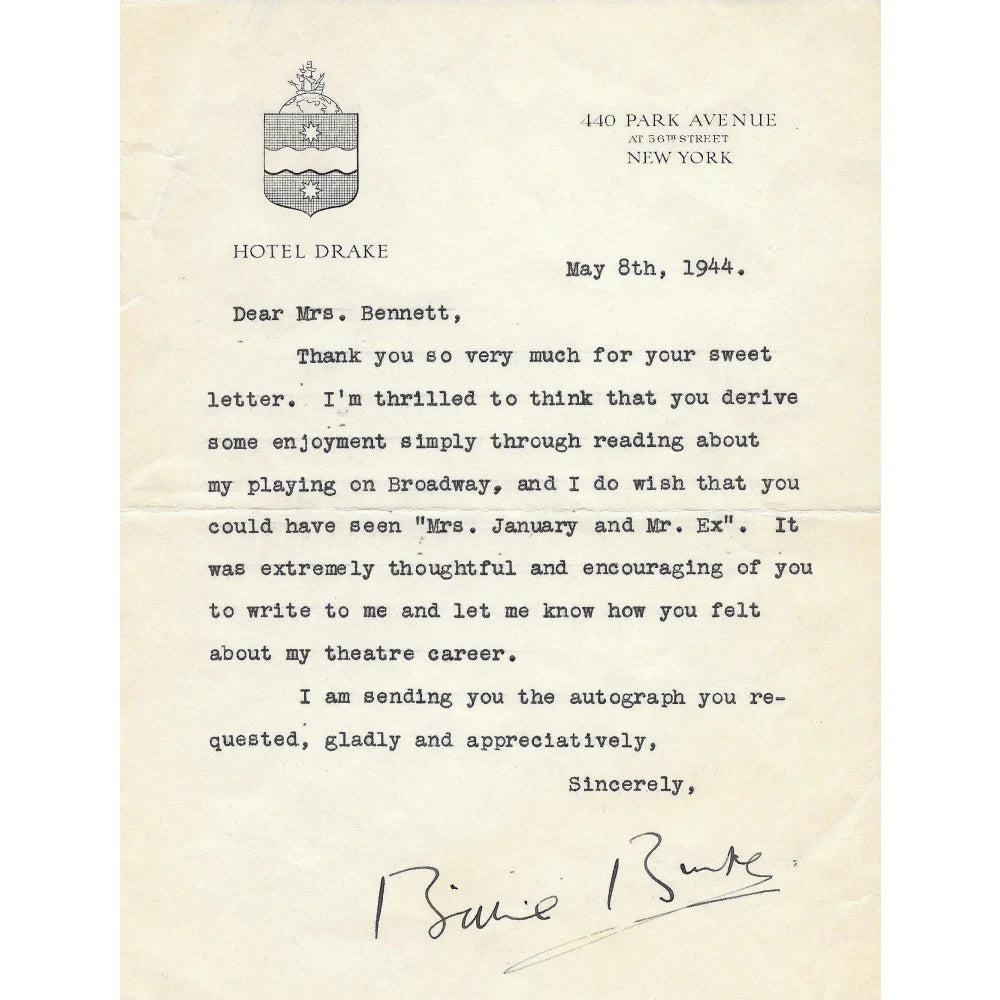 440 PARK AVENUE
AT 56TH STREET
NEW YORK
HOTEL DRAKE
May 8th, 1944.
Dear Mrs. Bennett,
Thank you so very much for your sweet
letter. I'm thrilled to think that you derive
some enjoyment simply through reading about
my playing on Broadway, and I do wish that you
could have seen "Mrs. January and Mr. Ex". It
was extremely thoughtful and encouraging of you
to write to me and let me know how you felt
about my theatre career.
I am sending you the autograph you re-
quested, gladly and appreciatively,
Sincerely,
Billie Burke